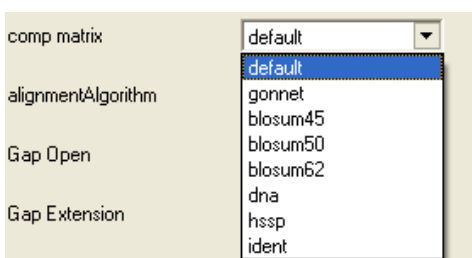 comp matrix default
default
alignmentAlgorithm gonnet
blosum45
blosum50
Gap Open blosum62
dna
Gap Extension hssp
ident